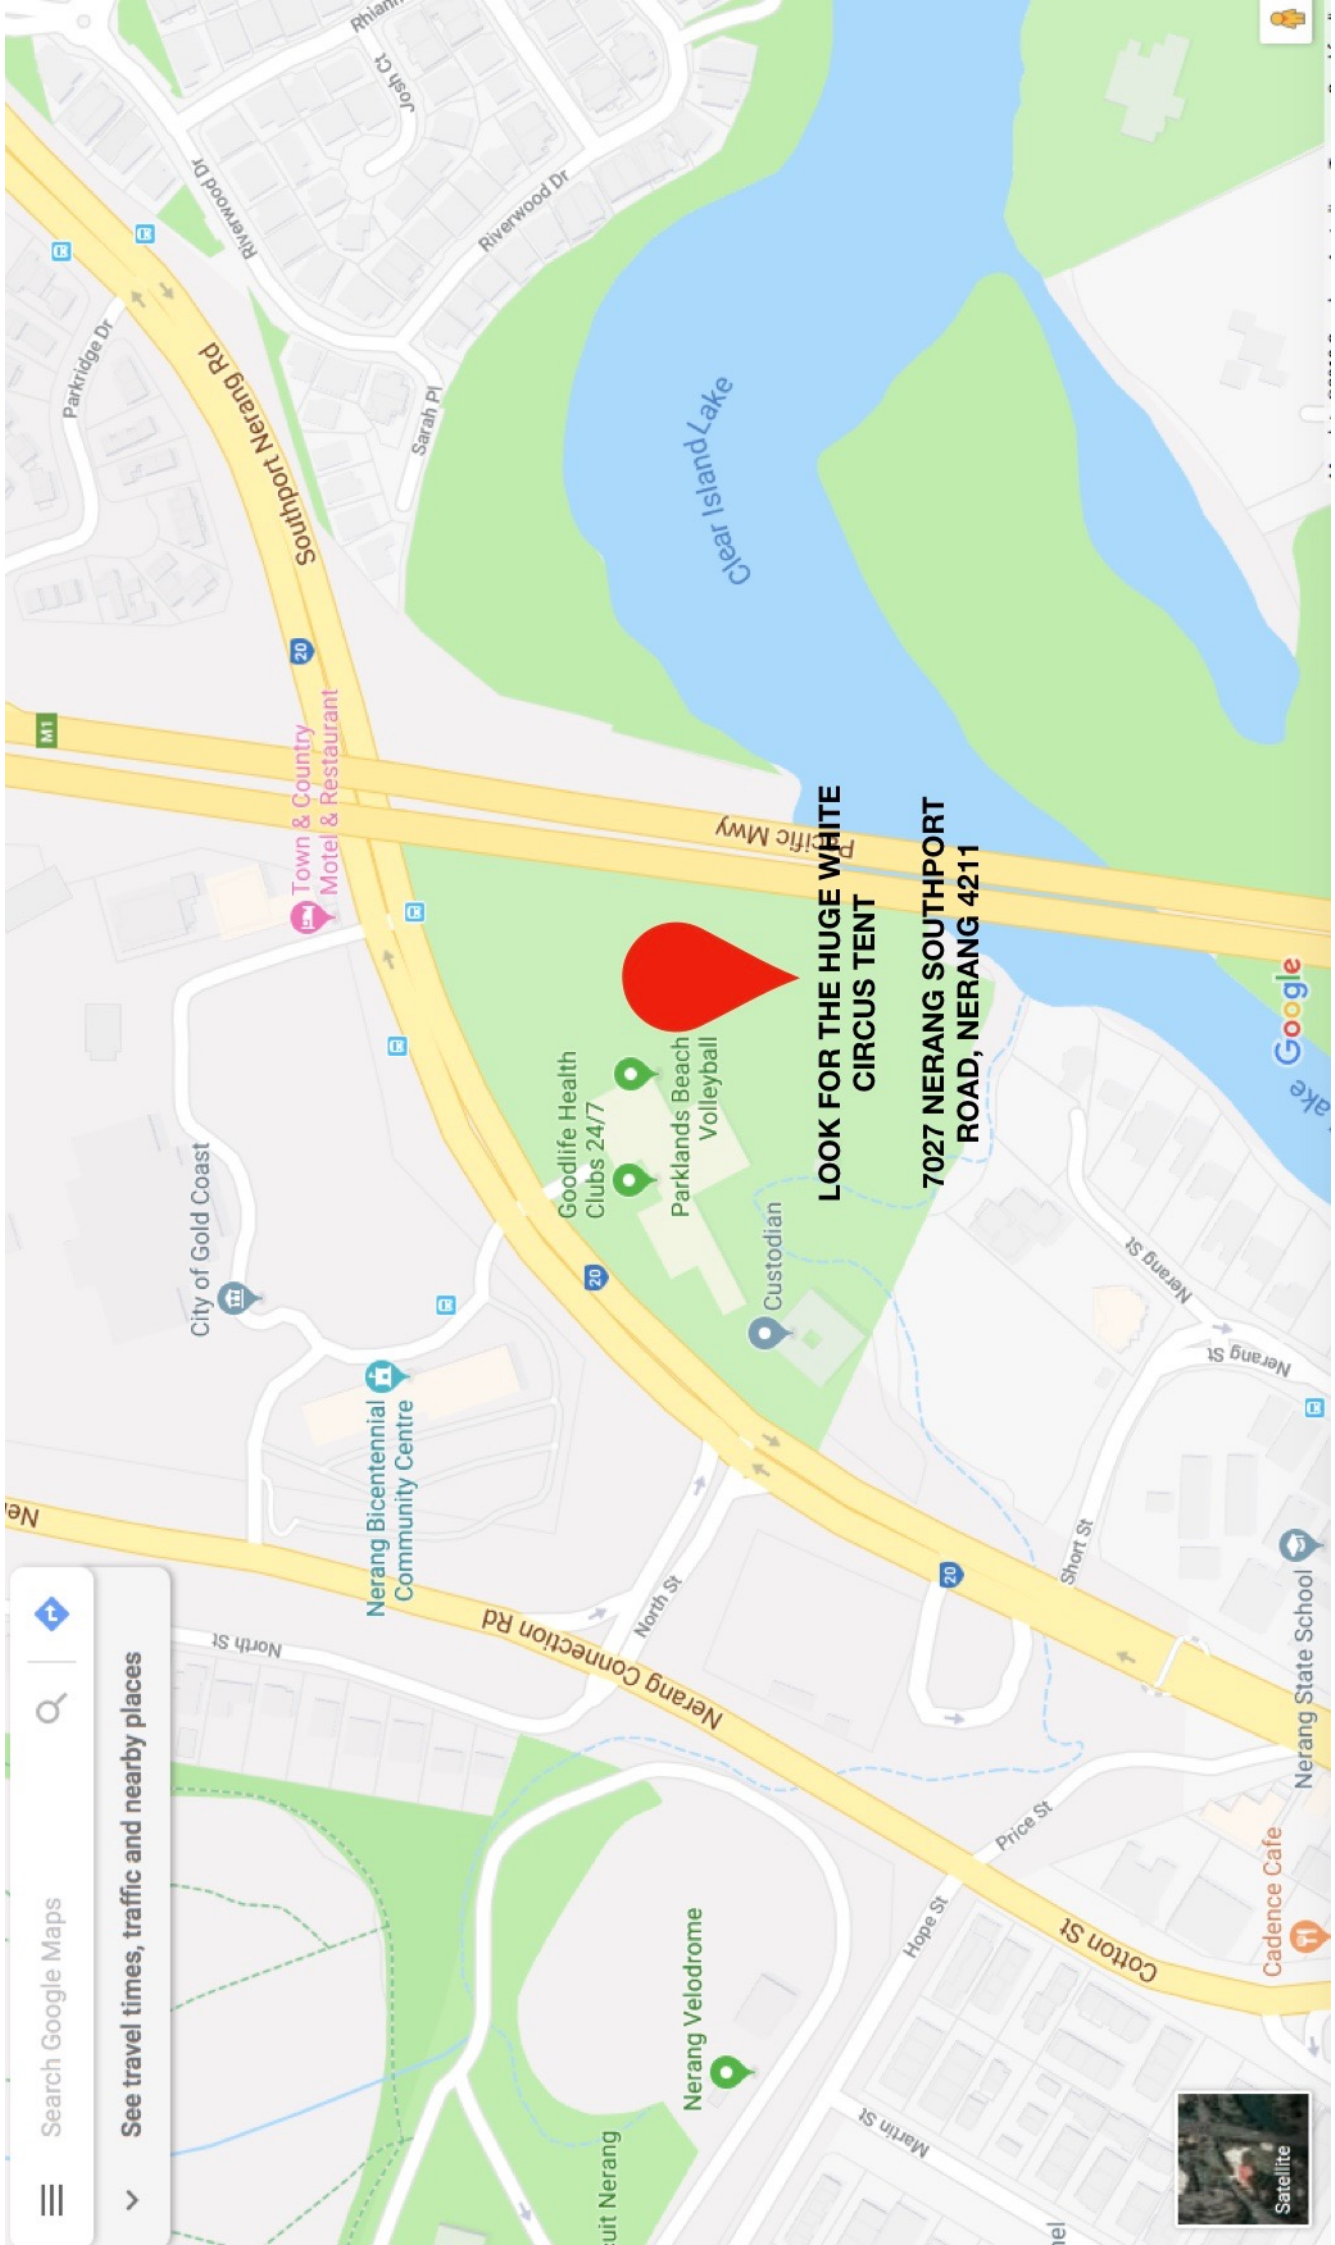 Search Google Maps
See travel times, traffic and nearby places
North St
Nerang Bicentennial
Community Centre
City of Gold Coast
Town & Country
Motel & Restaurant
M1
20
Parkridge Dr
Southport Nerang Rd
Riverwood Dr
Josh Ct
Sarah Pl
Riverwood Dr
Nerang Connection Rd
North St
20
Goodlife Health
Clubs 24/7
Parklands Beach
Volleyball
Custodian
Pacific Mwy
Clear Island Lake
LOOK FOR THE HUGE WHITE
CIRCUS TENT
7027 NERANG SOUTHPORT
ROAD, NERANG 4211
Nerang Velodrome
Hope St
Price St
20
Short St
Nerang St
Nerang St
Martin St
Cotton St
Cadence Cafe
Nerang State School
Satellite
Google